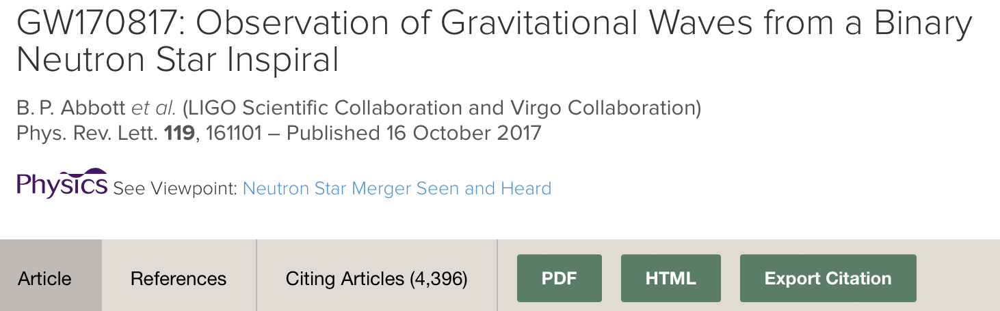 GW170817: Observation of Gravitational Waves from a Binary
Neutron Star Inspiral
B. P. Abbott et al. (LIGO Scientific Collaboration and Virgo Collaboration)
Phys. Rev. Lett. 119, 161101 – Published 16 October 2017
Physics See Viewpoint: Neutron Star Merger Seen and Heard
Article References Citing Articles (4,396) PDF HTML Export Citation